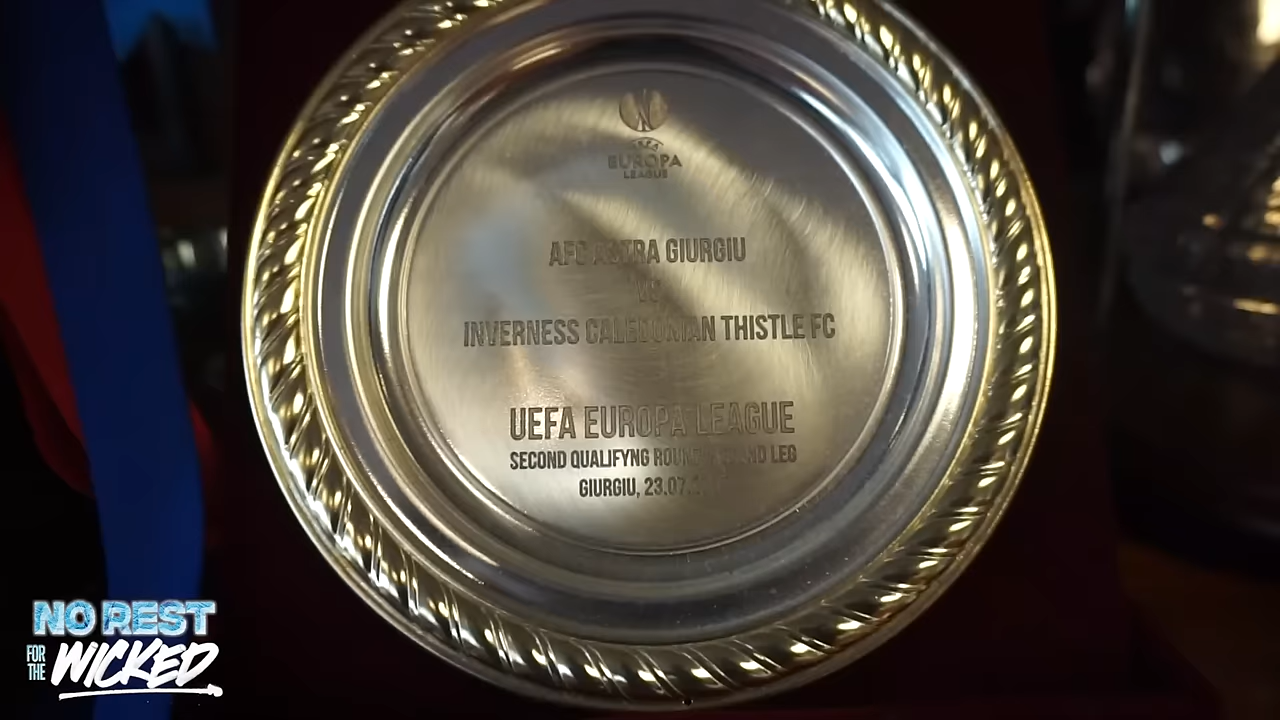 UEFA
EUROPA
LEAGUE
AFC ASTRA GIURGIU
VS
INVERNESS CALEDONIAN THISTLE FC
UEFA EUROPA LEAGUE
SECOND QUALIFYNG ROUND LEG
GIURGIU, 23.07.
NO REST
FOR THE WICKED